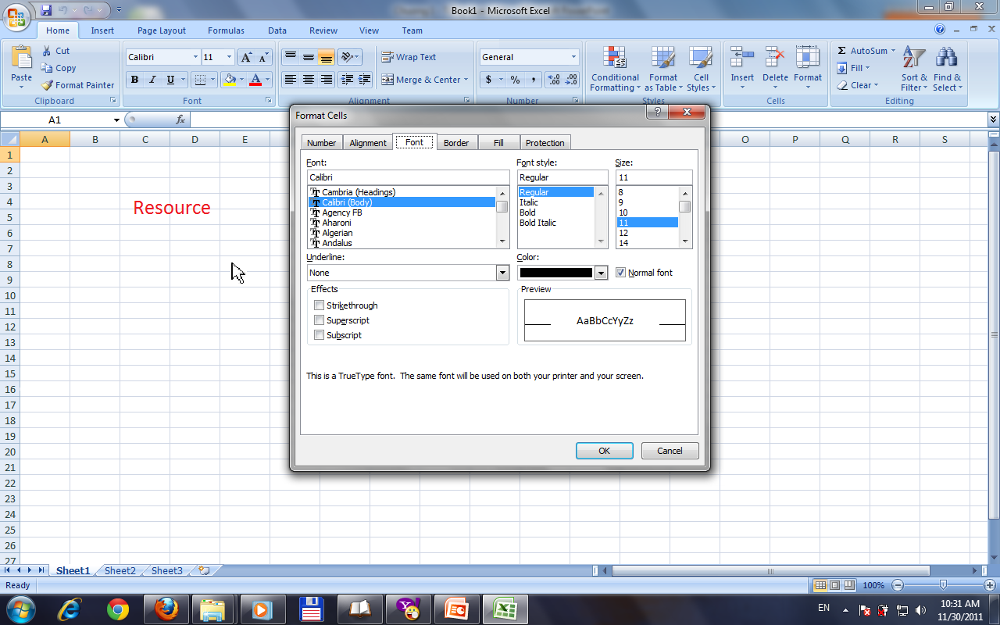 Book1 - Microsoft Excel
Home Insert Page Layout Formulas Data Review View Team
Paste
Cut
Copy
Format Painter
Clipboard
Calibri 11
B I U
Font
Wrap Text
Merge & Center
Alignment
General
$ % ,
Number
Conditional Formatting
Format as Table
Cell Styles
Styles
Insert Delete Format
Cells
Σ AutoSum
Fill
Clear
Sort & Filter
Find & Select
Editing
A1 fx
A B C D E O P Q R S
1
2
3
4
5
6
7
8
9
10
11
12
13
14
15
16
17
18
19
20
21
22
23
24
25
26
27
Resource
Format Cells
Number Alignment Font Border Fill Protection
Font: Font style: Size:
Calibri Regular 11
Cambria (Headings)
Calibri (Body)
Agency FB
Aharoni
Algerian
Andalus
Regular
Italic
Bold
Bold Italic
8
9
10
11
12
14
Underline: Color:
None Normal font
Effects
Strikethrough
Superscript
Subscript
Preview
AaBbCcYyZz
This is a TrueType font. The same font will be used on both your printer and your screen.
OK Cancel
Sheet1 Sheet2 Sheet3
Ready 100%
EN 10:31 AM
11/30/2011